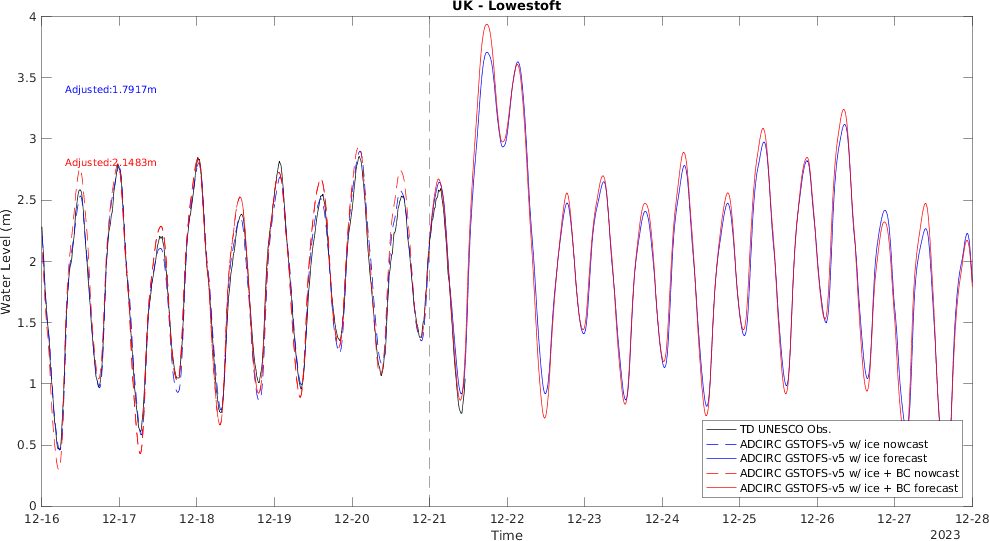 UK - Lowestoft
4
3.5
3
2.5
2
1.5
1
0.5
0
Water Level (m)
Adjusted:1.7917m
Adjusted:2.1483m
TD UNESCO Obs.
ADCIRC GSTOFS-v5 w/ ice nowcast
ADCIRC GSTOFS-v5 w/ ice forecast
ADCIRC GSTOFS-v5 w/ ice + BC nowcast
ADCIRC GSTOFS-v5 w/ ice + BC forecast
12-16 12-17 12-18 12-19 12-20 12-21 12-22 12-23 12-24 12-25 12-26 12-27 12-28
Time
2023